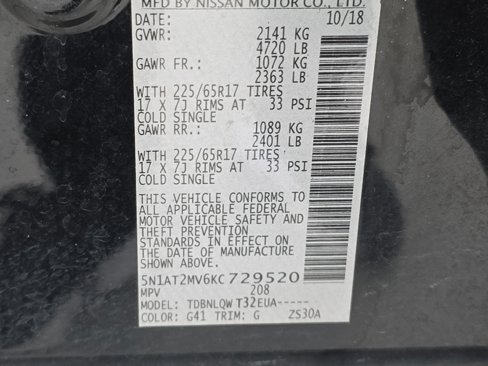 MFD BY NISSAN MOTOR CO., LTD.
DATE: 10/18
GVWR: 2141 KG
4720 LB
GAWR FR.: 1072 KG
2363 LB
WITH 225/65R17 TIRES
17 X 7J RIMS AT 33 PSI
COLD SINGLE
GAWR RR.: 1089 KG
2401 LB
WITH 225/65R17 TIRES
17 X 7J RIMS AT 33 PSI
COLD SINGLE
THIS VEHICLE CONFORMS TO
ALL APPLICABLE FEDERAL
MOTOR VEHICLE SAFETY AND
THEFT PREVENTION
STANDARDS IN EFFECT ON
THE DATE OF MANUFACTURE
SHOWN ABOVE.
5N1AT2MV6KC729520
MPV 208
MODEL: TDBNLQW T32EUA-----
COLOR: G41 TRIM: G ZS30A